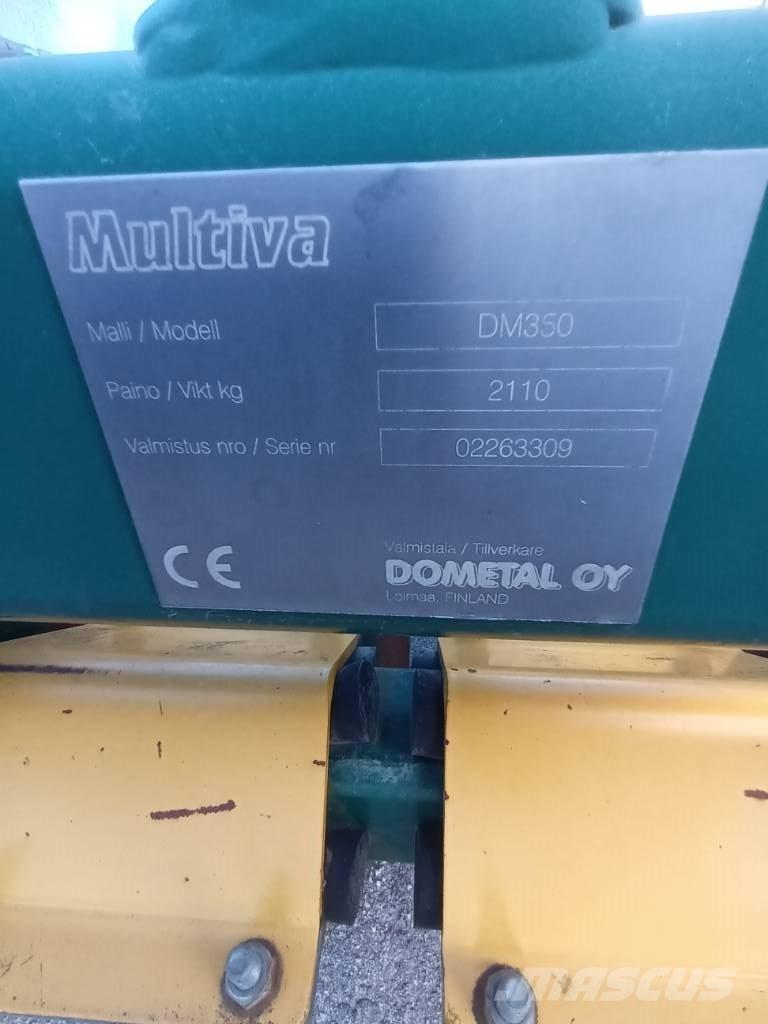 Multiva
Malli / Modell DM350
Paino / Vikt kg 2110
Valmistus nro / Serie nr 02263309
CE
Valmistaja / Tillverkare
DOMETAL OY
Loimaa, FINLAND
MASCUS